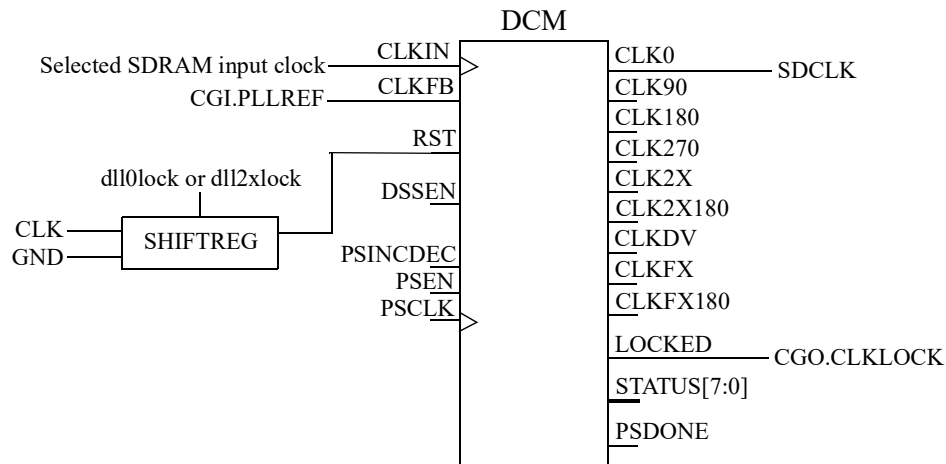 DCM
CLKIN
Selected SDRAM input clock
CLKFB
CGI.PLLREF
RST
dll0lock or dll2xlock
DSSEN
CLK
SHIFTREG
GND
PSINCDEC
PSEN
PSCLK
CLK0
SDCLK
CLK90
CLK180
CLK270
CLK2X
CLK2X180
CLKDV
CLKFX
CLKFX180
LOCKED
CGO.CLKLOCK
STATUS[7:0]
PSDONE